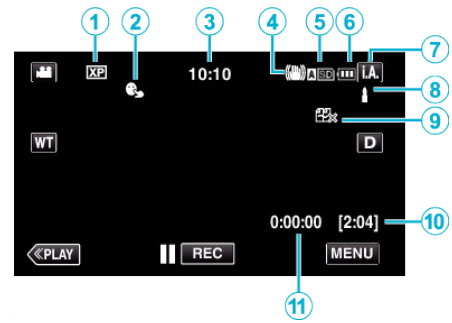 1 2 3 4 5 6 7
XP 10:10 A SD I.A.
8
9
WT D
0:00:00 [2:04] 10
≪PLAY REC MENU
11